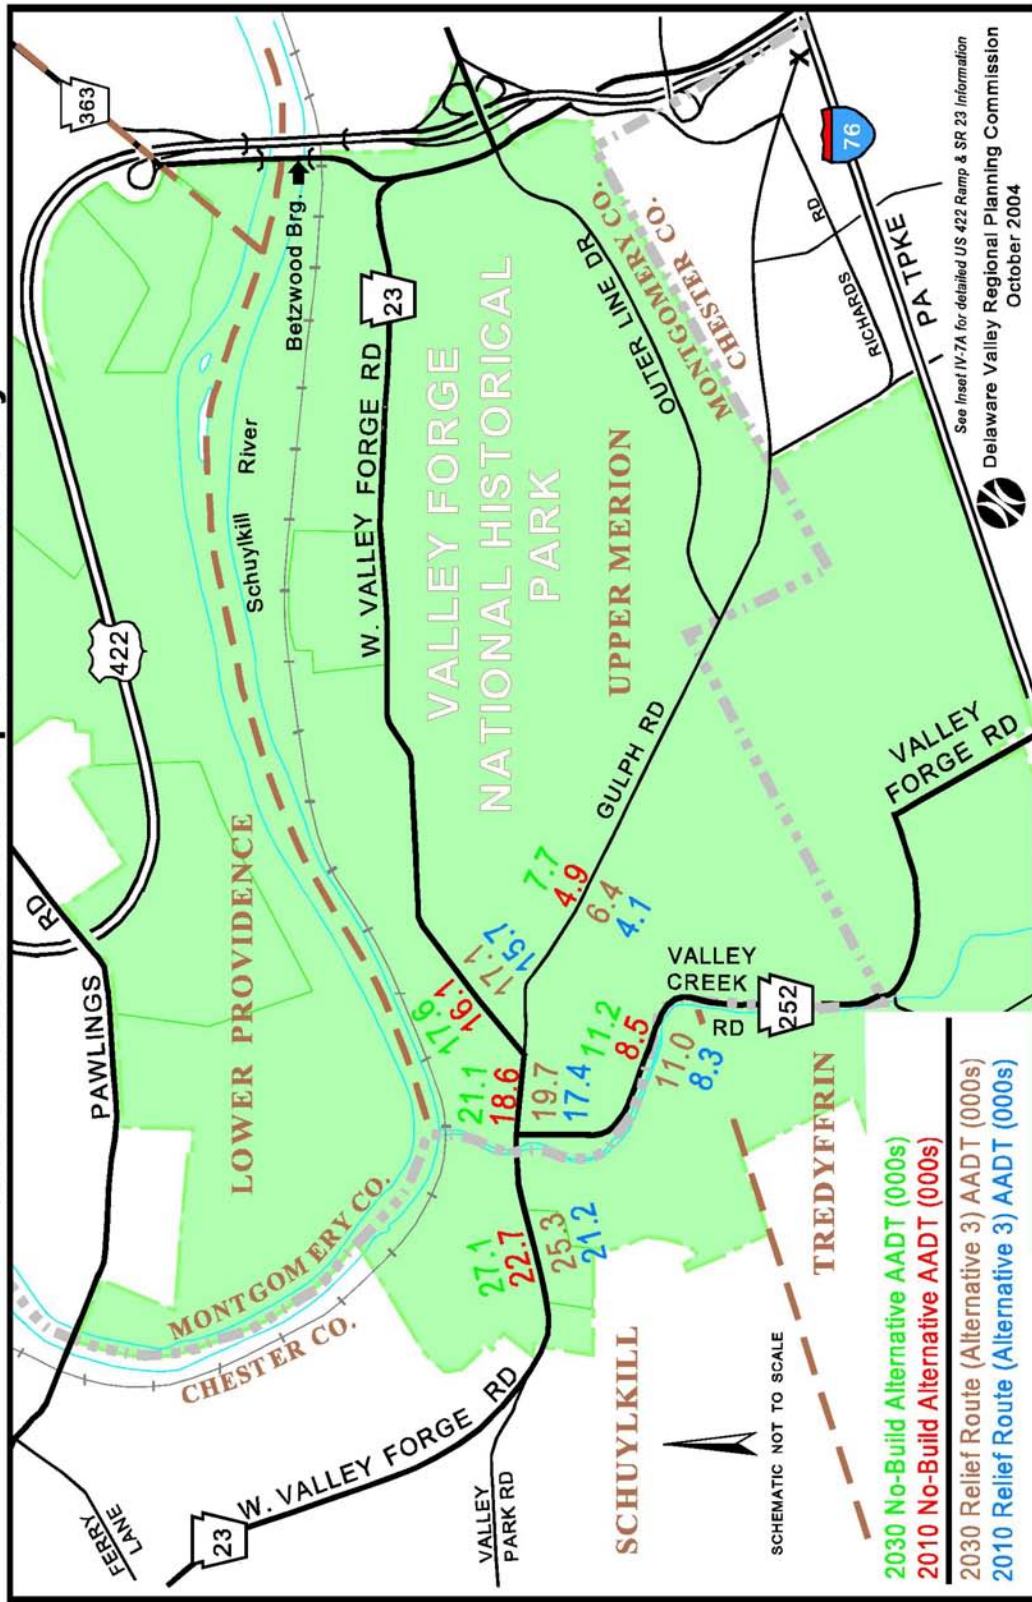 363
422
PAWLINGS
RD
LOWER PROVIDENCE
MONTGOMERY CO.
CHESTER CO.
Schuylkill River
Betzwood Brg.
W. VALLEY FORGE RD
23
VALLEY FORGE
NATIONAL HISTORICAL
PARK
UPPER MERION
OUTER LINE DR
MONTGOMERY CO.
CHESTER CO.
GULPH RD
RICHARDS
RD
76
PATPKE
VALLEY
FORGE RD
VALLEY
CREEK
RD
252
27.1
22.7
25.3
21.2
21.1
18.6
19.7
17.4
17.6
16.1
17.1
15.7
7.7
4.9
6.4
4.1
11.2
8.5
11.0
8.3
FERRY
LANE
23
W. VALLEY FORGE RD
VALLEY
PARK RD
SCHUYLKILL
TREDYFFRIN
SCHEMATIC NOT TO SCALE
2030 No-Build Alternative AADT (000s)
2010 No-Build Alternative AADT (000s)
2030 Relief Route (Alternative 3) AADT (000s)
2010 Relief Route (Alternative 3) AADT (000s)
See Inset IV-7A for detailed US 422 Ramp & SR 23 Information
Delaware Valley Regional Planning Commission
October 2004